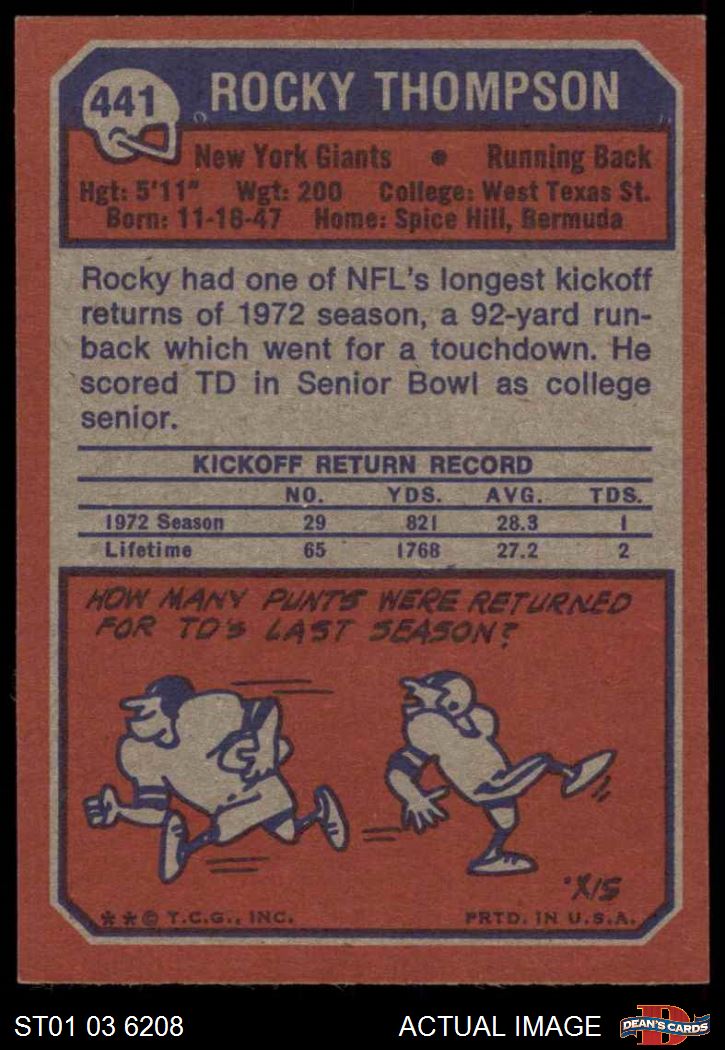 441
ROCKY THOMPSON
New York Giants • Running Back
Hgt: 5'11" Wgt: 200 College: West Texas St.
Born: 11-18-47 Home: Spice Hill, Bermuda
Rocky had one of NFL's longest kickoff
returns of 1972 season, a 92-yard run-
back which went for a touchdown. He
scored TD in Senior Bowl as college
senior.
KICKOFF RETURN RECORD
NO. YDS. AVG. TDS.
1972 Season 29 821 28.3 1
Lifetime 65 1768 27.2 2
HOW MANY PUNTS WERE RETURNED
FOR TD'S LAST SEASON?
SIX.
**© T.C.G., INC. PRTD. IN U.S.A.
ST01 03 6208 ACTUAL IMAGE
D
DEAN'S CARDS